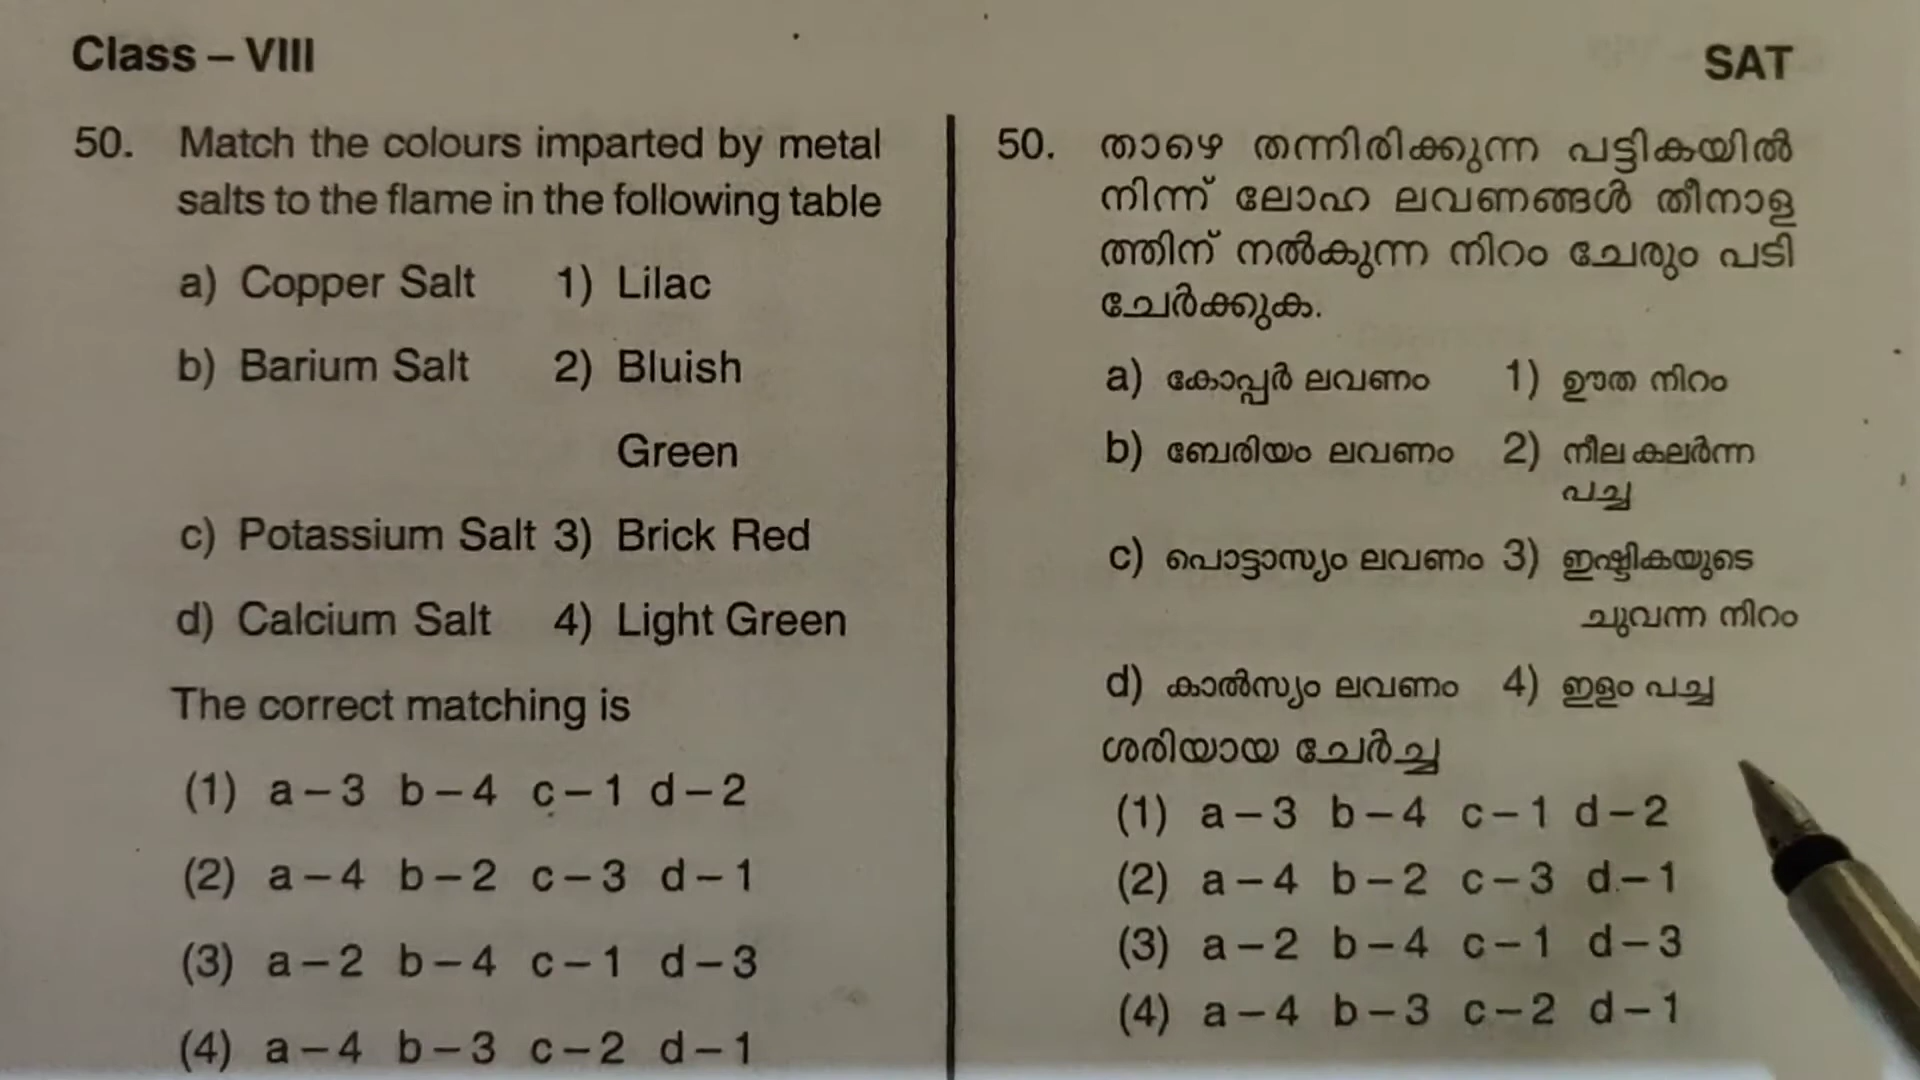 Class – VIII
SAT
50. Match the colours imparted by metal
salts to the flame in the following table
a) Copper Salt 1) Lilac
b) Barium Salt 2) Bluish
Green
c) Potassium Salt 3) Brick Red
d) Calcium Salt 4) Light Green
The correct matching is
(1) a – 3 b – 4 c – 1 d – 2
(2) a – 4 b – 2 c – 3 d – 1
(3) a – 2 b – 4 c – 1 d – 3
(4) a – 4 b – 3 c – 2 d – 1
50. താഴെ തന്നിരിക്കുന്ന പട്ടികയിൽ
നിന്ന് ലോഹ ലവണങ്ങൾ തീനാള
ത്തിന് നൽകുന്ന നിറം ചേരും പടി
ചേർക്കുക.
a) കോപ്പർ ലവണം 1) ഊത നിറം
b) ബേരിയം ലവണം 2) നീല കലർന്ന
പച്ച
c) പൊട്ടാസ്യം ലവണം 3) ഇഷ്ടികയുടെ
ചുവന്ന നിറം
d) കാൽസ്യം ലവണം 4) ഇളം പച്ച
ശരിയായ ചേർച്ച
(1) a – 3 b – 4 c – 1 d – 2
(2) a – 4 b – 2 c – 3 d – 1
(3) a – 2 b – 4 c – 1 d – 3
(4) a – 4 b – 3 c – 2 d – 1